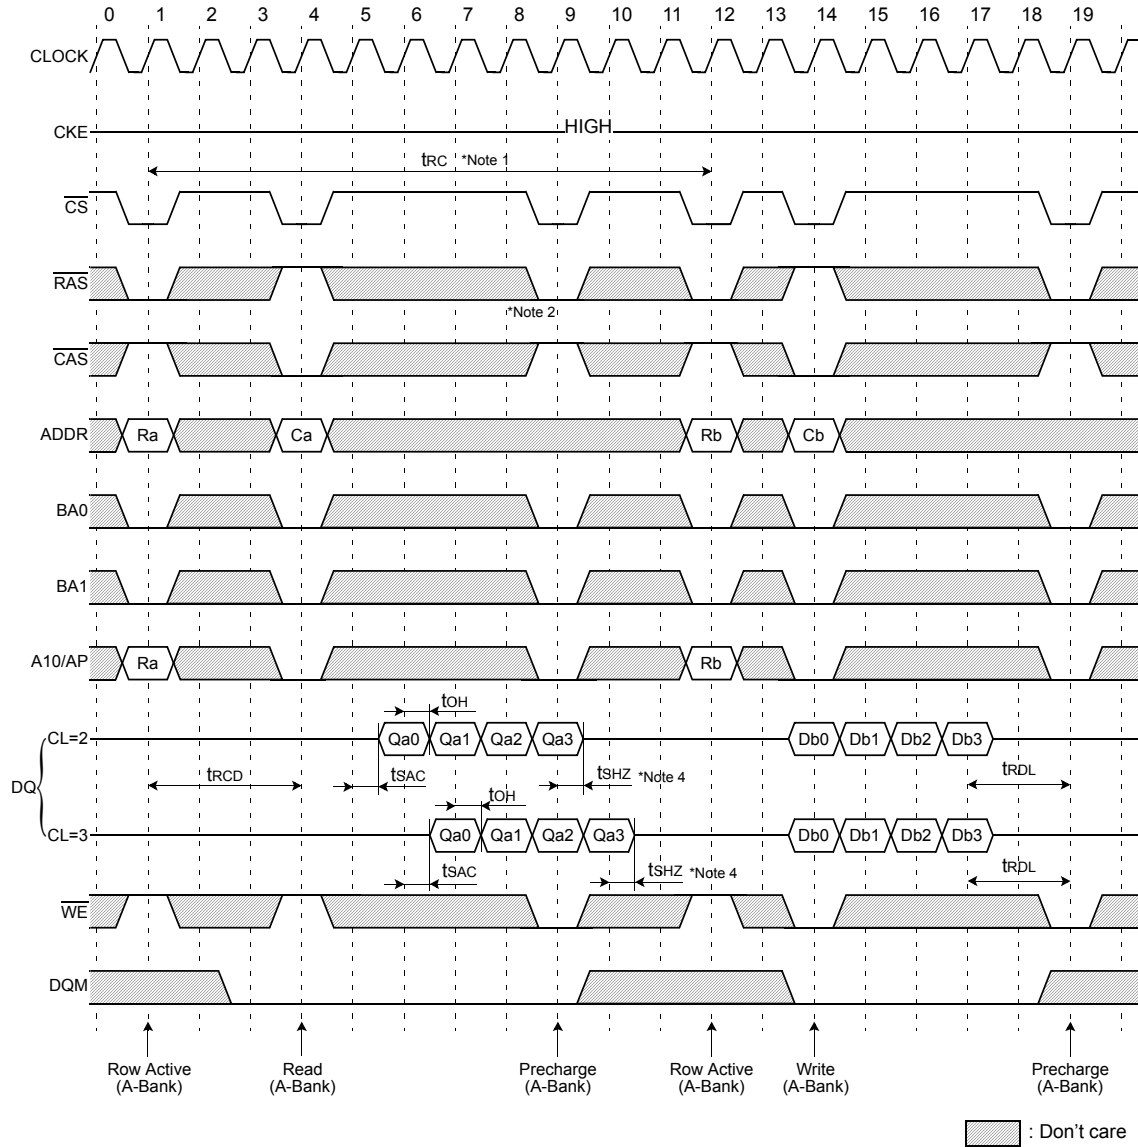 0 1 2 3 4 5 6 7 8 9 10 11 12 13 14 15 16 17 18 19
CLOCK
CKE HIGH
tRC *Note 1
CS
RAS
*Note 2
CAS
ADDR Ra Ca Rb Cb
BA0
BA1
A10/AP Ra Rb
tOH
CL=2 Qa0 Qa1 Qa2 Qa3 Db0 Db1 Db2 Db3
tRCD tSAC tSHZ *Note 4 tRDL
DQ
tOH
CL=3 Qa0 Qa1 Qa2 Qa3 Db0 Db1 Db2 Db3
tSAC tSHZ *Note 4 tRDL
WE
DQM
Row Active Read Precharge Row Active Write Precharge
(A-Bank) (A-Bank) (A-Bank) (A-Bank) (A-Bank) (A-Bank)
: Don't care